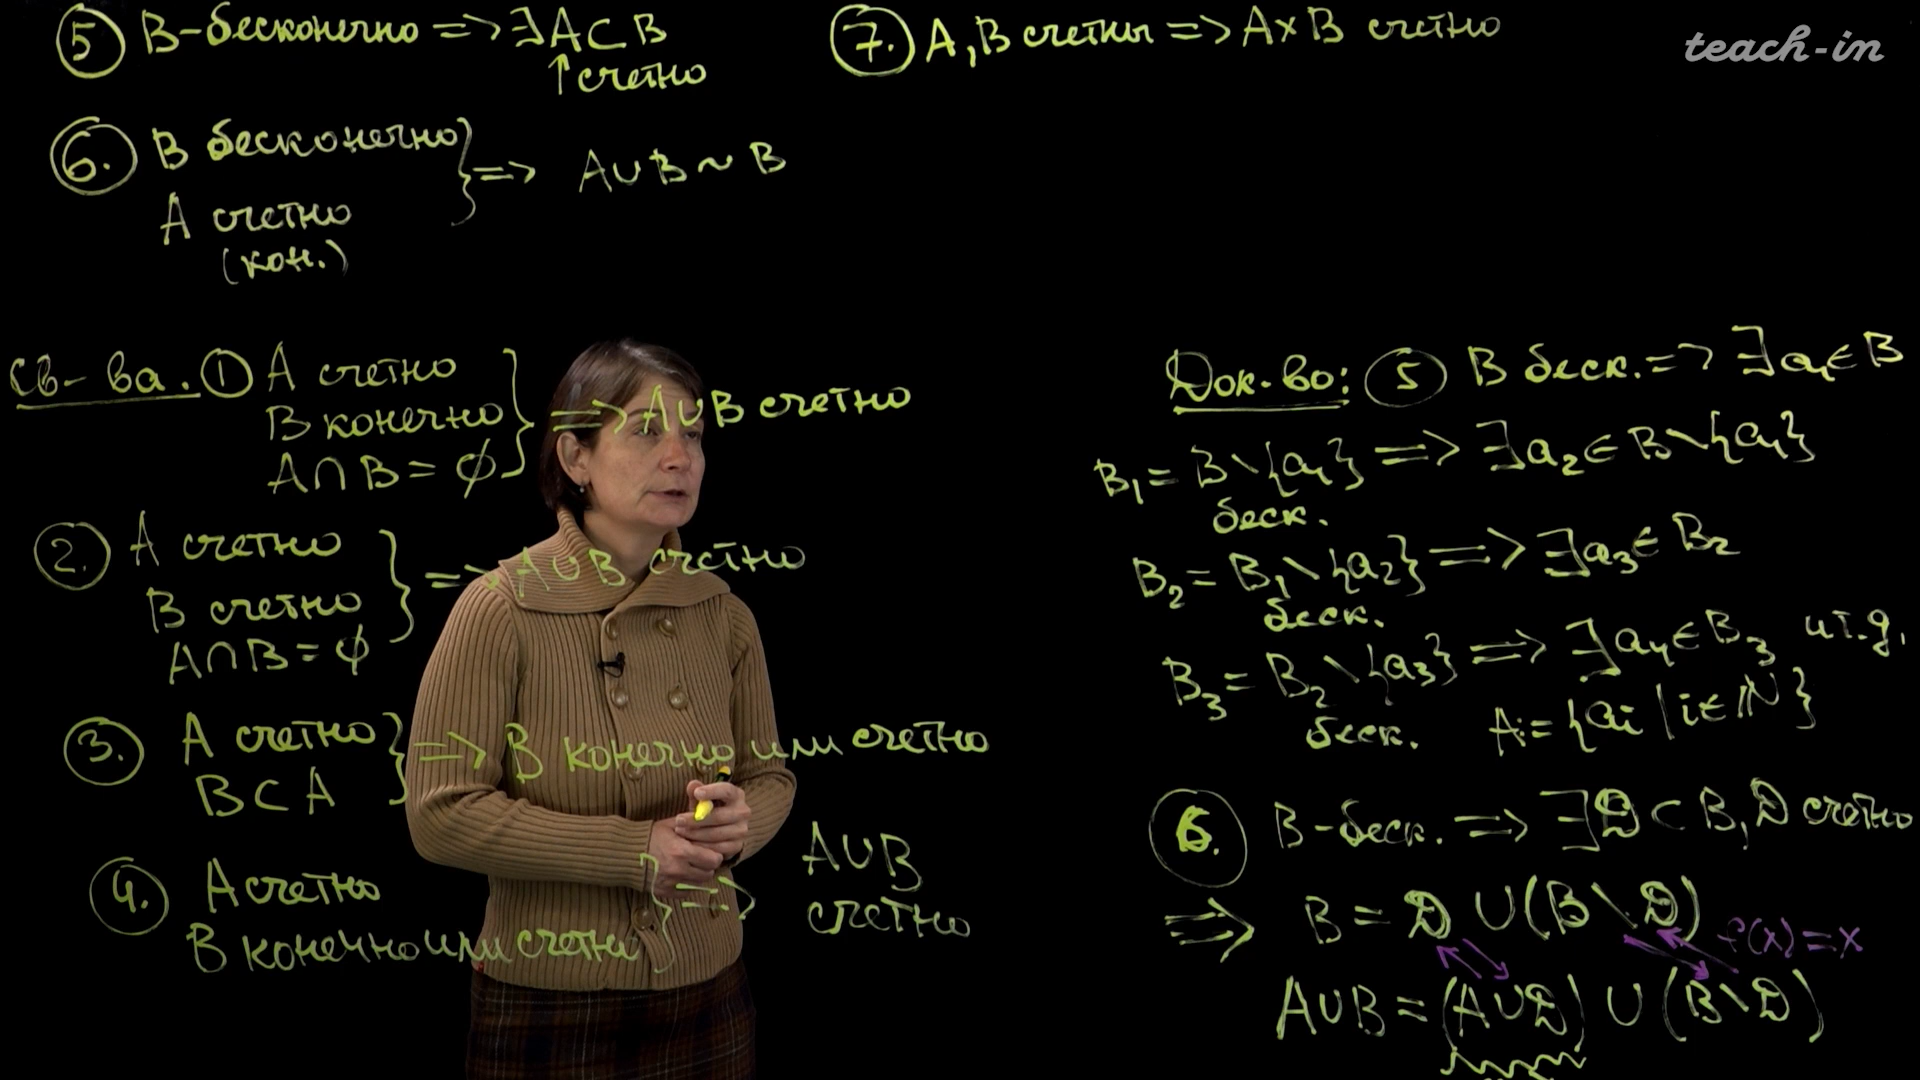 ⑤ B-бесконечно => ∃A⊂B
↑счетно
⑥. B бесконечно
A счетно
(кон.)
} => A∪B ~ B
⑦. A,B счетны => A×B счетно
teach-in
Св-ва. ① A счетно
B конечно
A∩B = ∅
} => A∪B счетно
②. A счетно
B счетно
A∩B = ∅
} => A∪B счетно
③. A счетно
B⊂A
} => B конечно или счетно
④. A счетно
B конечно или счетно
} => A∪B
счетно
Док-во: ⑤ B беск. => ∃a₁∈B
B₁ = B\{a₁} => ∃a₂∈B\{a₁}
беск.
B₂ = B₁\{a₂} => ∃a₃∈B₂
беск.
B₃ = B₂\{a₃} => ∃a₄∈B₃ и т.д.
беск. A:={aᵢ | i∈ℕ}
⑥. B-беск. => ∃D⊂B, D счетно
=> B = D ∪ (B\D)
f(x)=x
A∪B = (A∪D) ∪ (B\D)